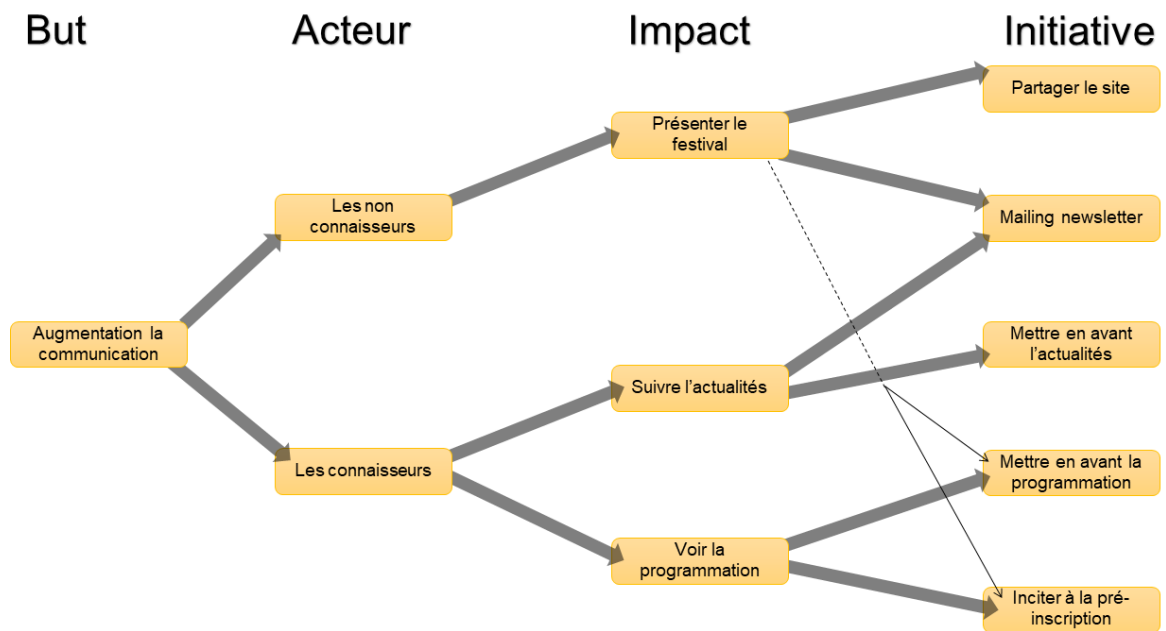 But
Acteur
Impact
Initiative
Partager le site
Présenter le
festival
Les non
connaisseurs
Mailing newsletter
Augmentation la
communication
Mettre en avant
l’actualités
Suivre l’actualités
Les connaisseurs
Mettre en avant la
programmation
Voir la
programmation
Inciter à la pré-
inscription